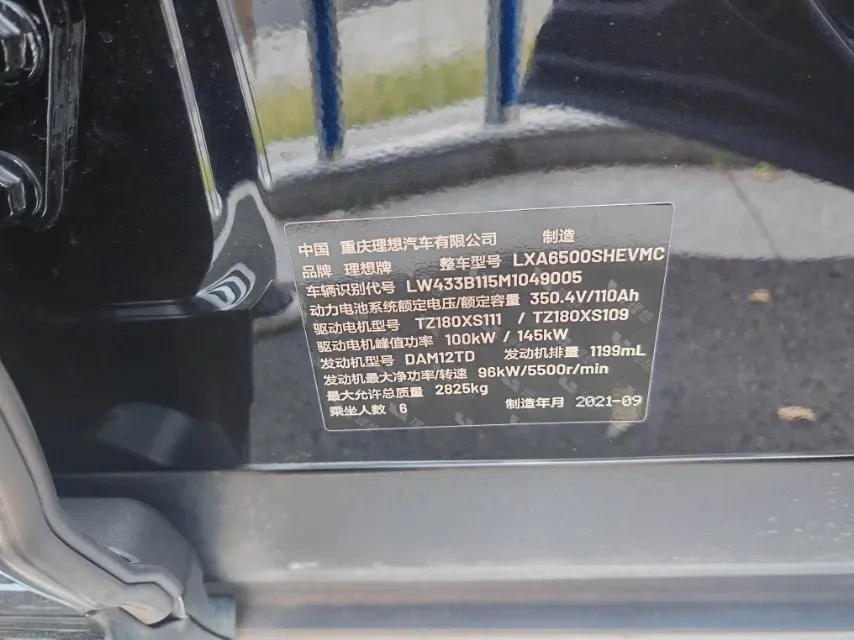 中国 重庆理想汽车有限公司 制造
品牌 理想牌 整车型号 LXA6500SHEVMC
车辆识别代号 LW433B115M1049005
动力电池系统额定电压/额定容量 350.4V/110Ah
驱动电机型号 TZ180XS111 / TZ180XS109
驱动电机峰值功率 100kW / 145kW
发动机型号 DAM12TD 发动机排量 1199mL
发动机最大净功率/转速 96kW/5500r/min
最大允许总质量 2825kg
乘坐人数 6 制造年月 2021-09